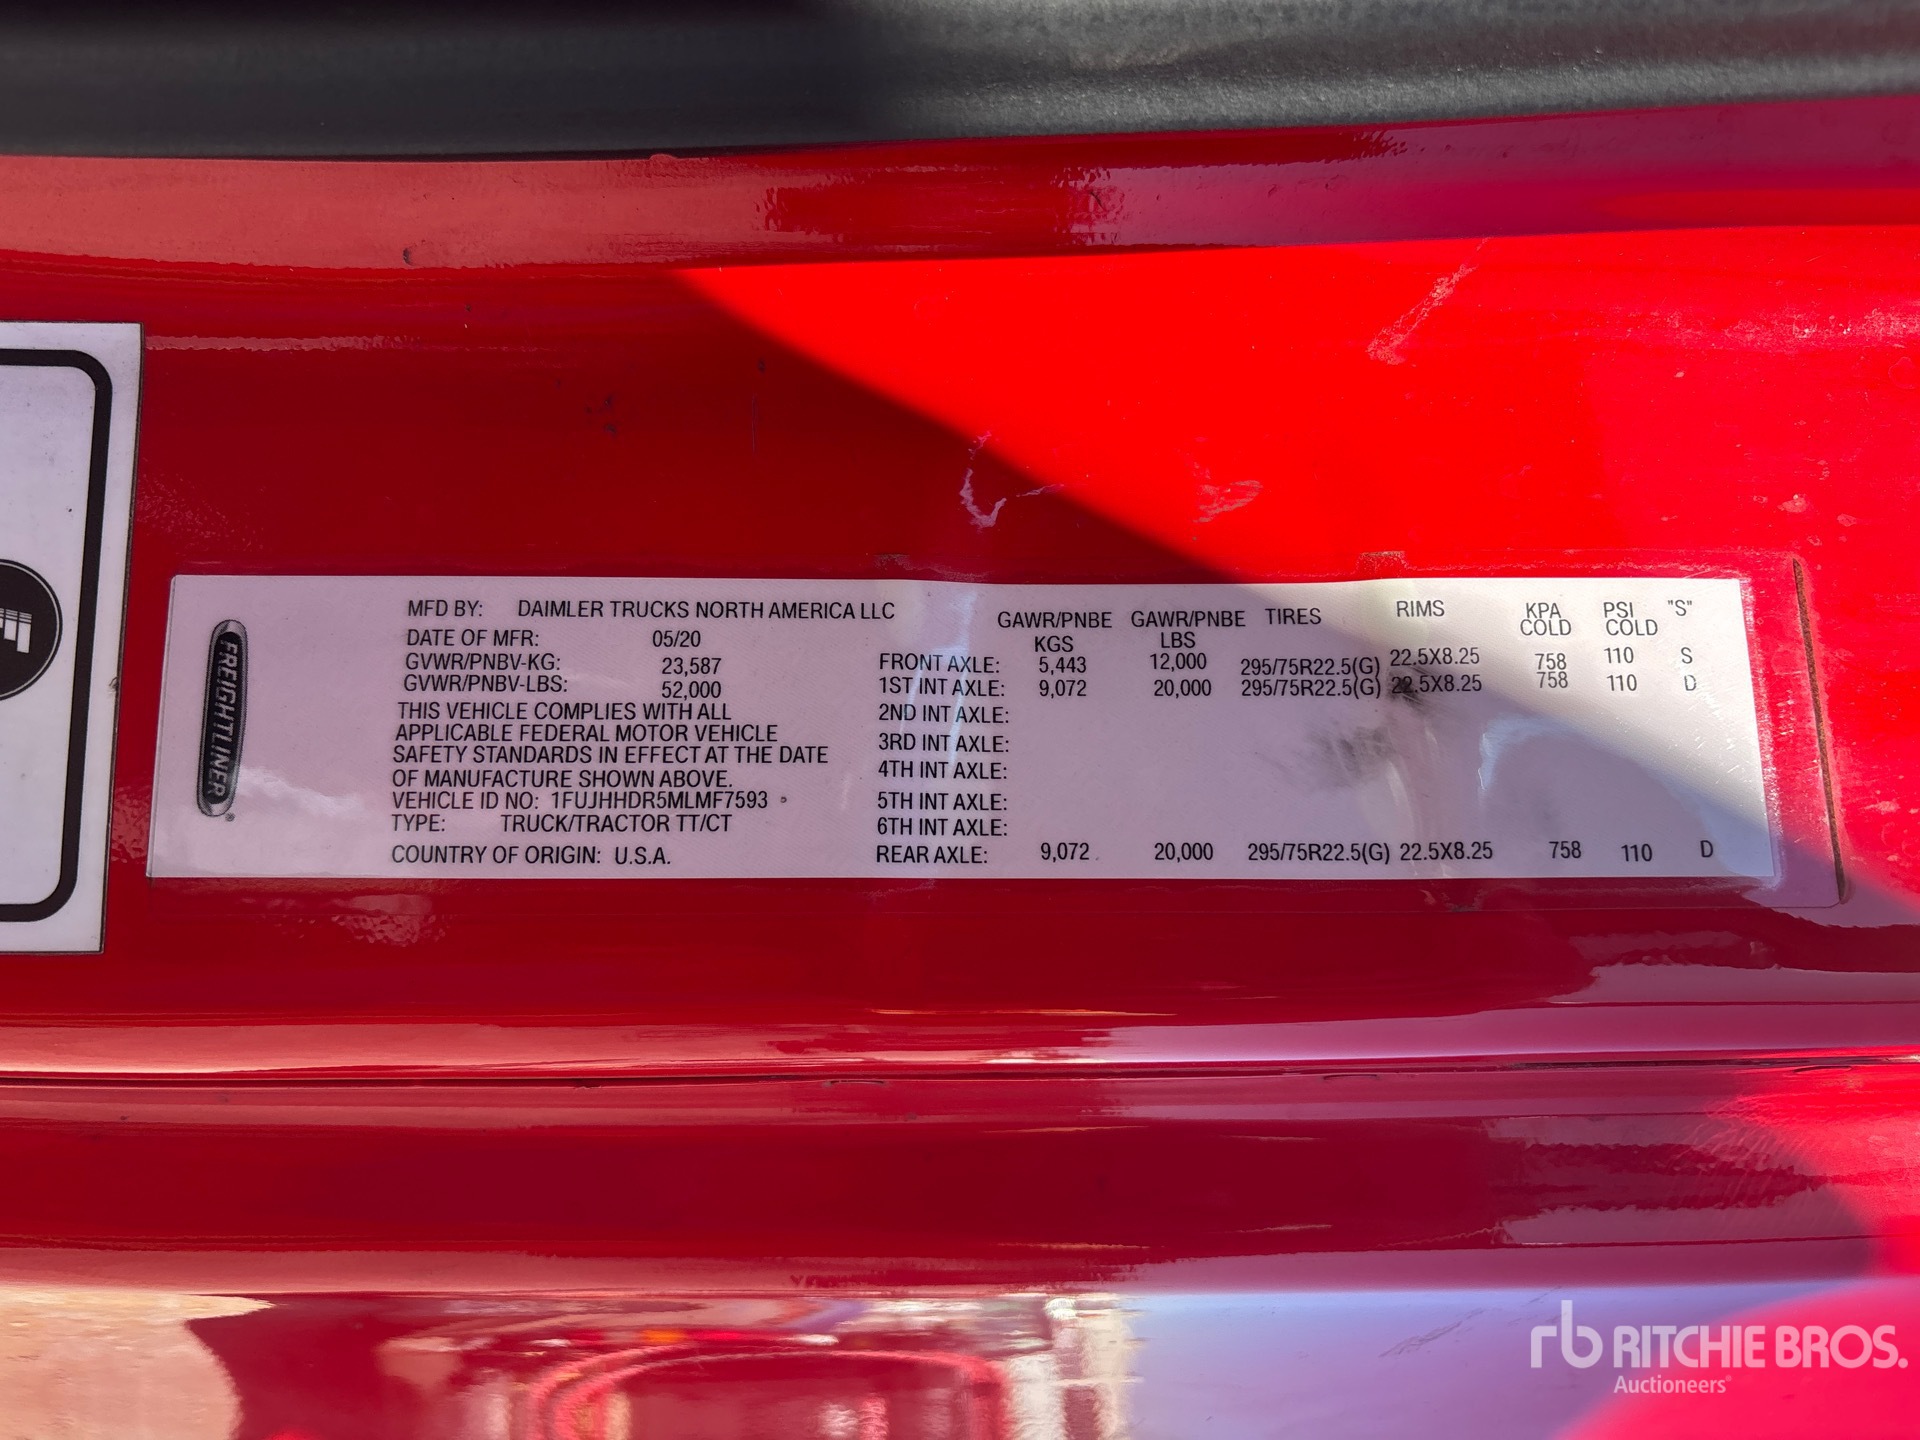 FREIGHTLINER
MFD BY: DAIMLER TRUCKS NORTH AMERICA LLC
DATE OF MFR: 05/20
GVWR/PNBV-KG: 23,587
GVWR/PNBV-LBS: 52,000
THIS VEHICLE COMPLIES WITH ALL
APPLICABLE FEDERAL MOTOR VEHICLE
SAFETY STANDARDS IN EFFECT AT THE DATE
OF MANUFACTURE SHOWN ABOVE.
VEHICLE ID NO: 1FUJHHDR5MLMF7593
TYPE: TRUCK/TRACTOR TT/CT
COUNTRY OF ORIGIN: U.S.A.
GAWR/PNBE KGS GAWR/PNBE LBS TIRES RIMS KPA COLD PSI COLD "S"
FRONT AXLE: 5,443 12,000 295/75R22.5(G) 22.5X8.25 758 110 S
1ST INT AXLE: 9,072 20,000 295/75R22.5(G) 22.5X8.25 758 110 D
2ND INT AXLE:
3RD INT AXLE:
4TH INT AXLE:
5TH INT AXLE:
6TH INT AXLE:
REAR AXLE: 9,072 20,000 295/75R22.5(G) 22.5X8.25 758 110 D
rb RITCHIE BROS.
Auctioneers